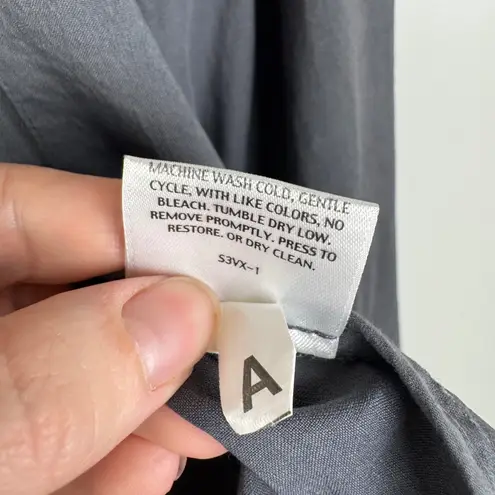 MACHINE WASH COLD, GENTLE
CYCLE, WITH LIKE COLORS, NO
BLEACH. TUMBLE DRY LOW.
REMOVE PROMPTLY. PRESS TO
RESTORE. OR DRY CLEAN.
S3VX-1
A